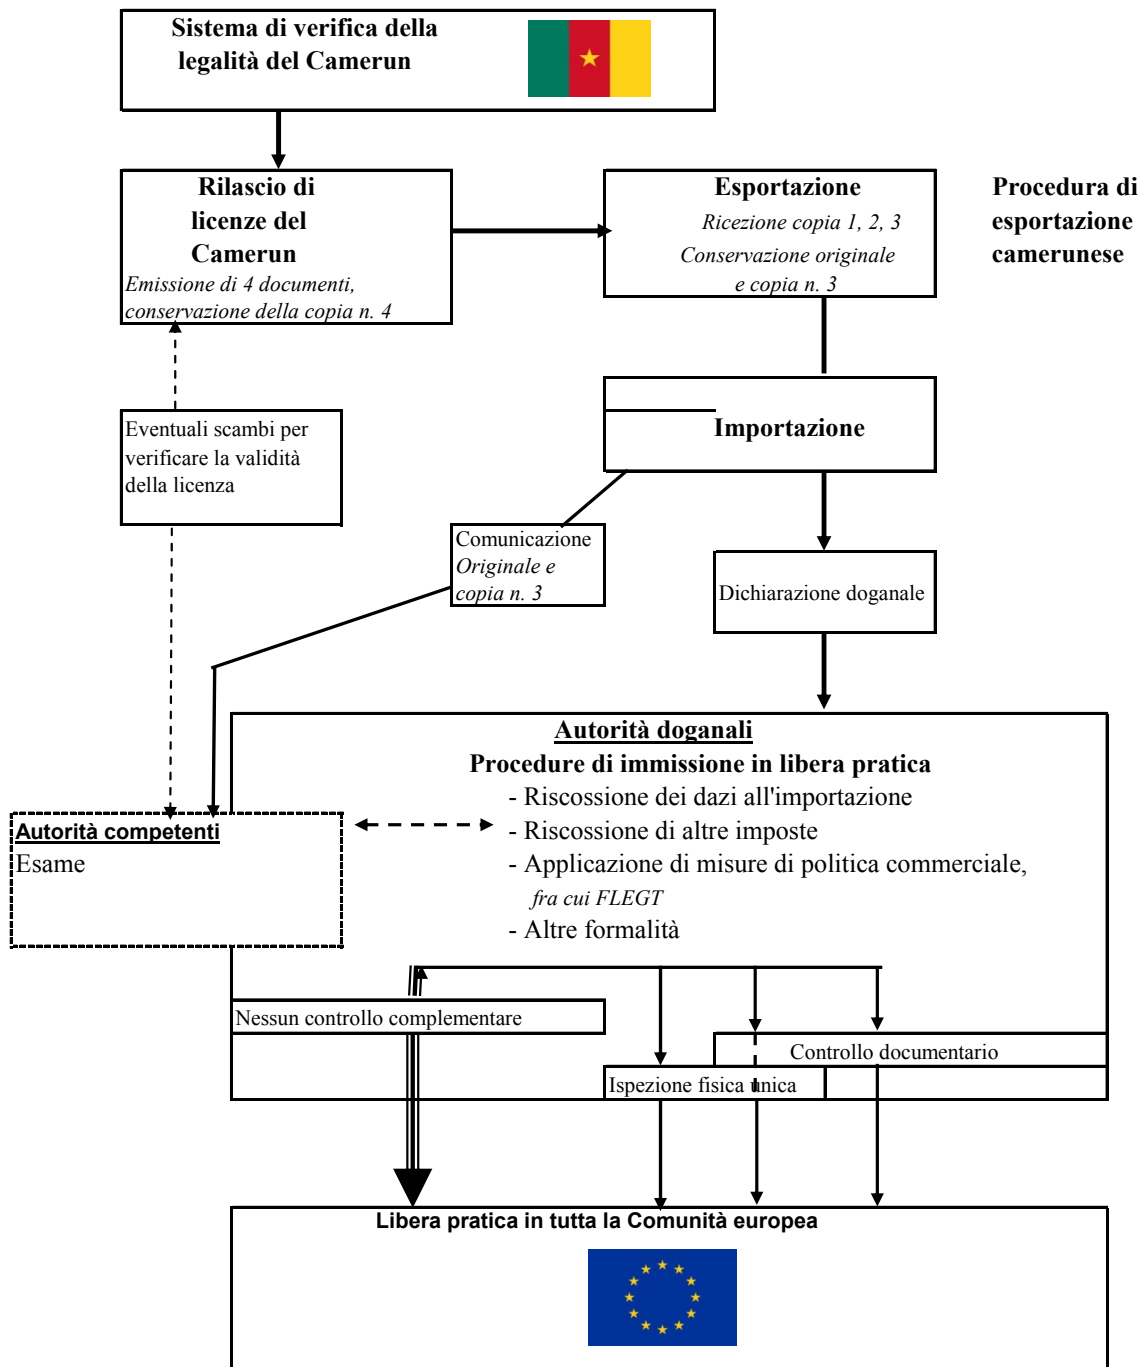 Sistema di verifica della
legalità del Camerun
Rilascio di
licenze del
Camerun
Emissione di 4 documenti,
conservazione della copia n. 4
Esportazione
Ricezione copia 1, 2, 3
Conservazione originale
e copia n. 3
Procedura di
esportazione
camerunese
Importazione
Eventuali scambi per
verificare la validità
della licenza
Comunicazione
Originale e
copia n. 3
Dichiarazione doganale
Autorità doganali
Procedure di immissione in libera pratica
- Riscossione dei dazi all'importazione
- Riscossione di altre imposte
- Applicazione di misure di politica commerciale,
fra cui FLEGT
- Altre formalità
Autorità competenti
Esame
Nessun controllo complementare
Controllo documentario
Ispezione fisica unica
Libera pratica in tutta la Comunità europea